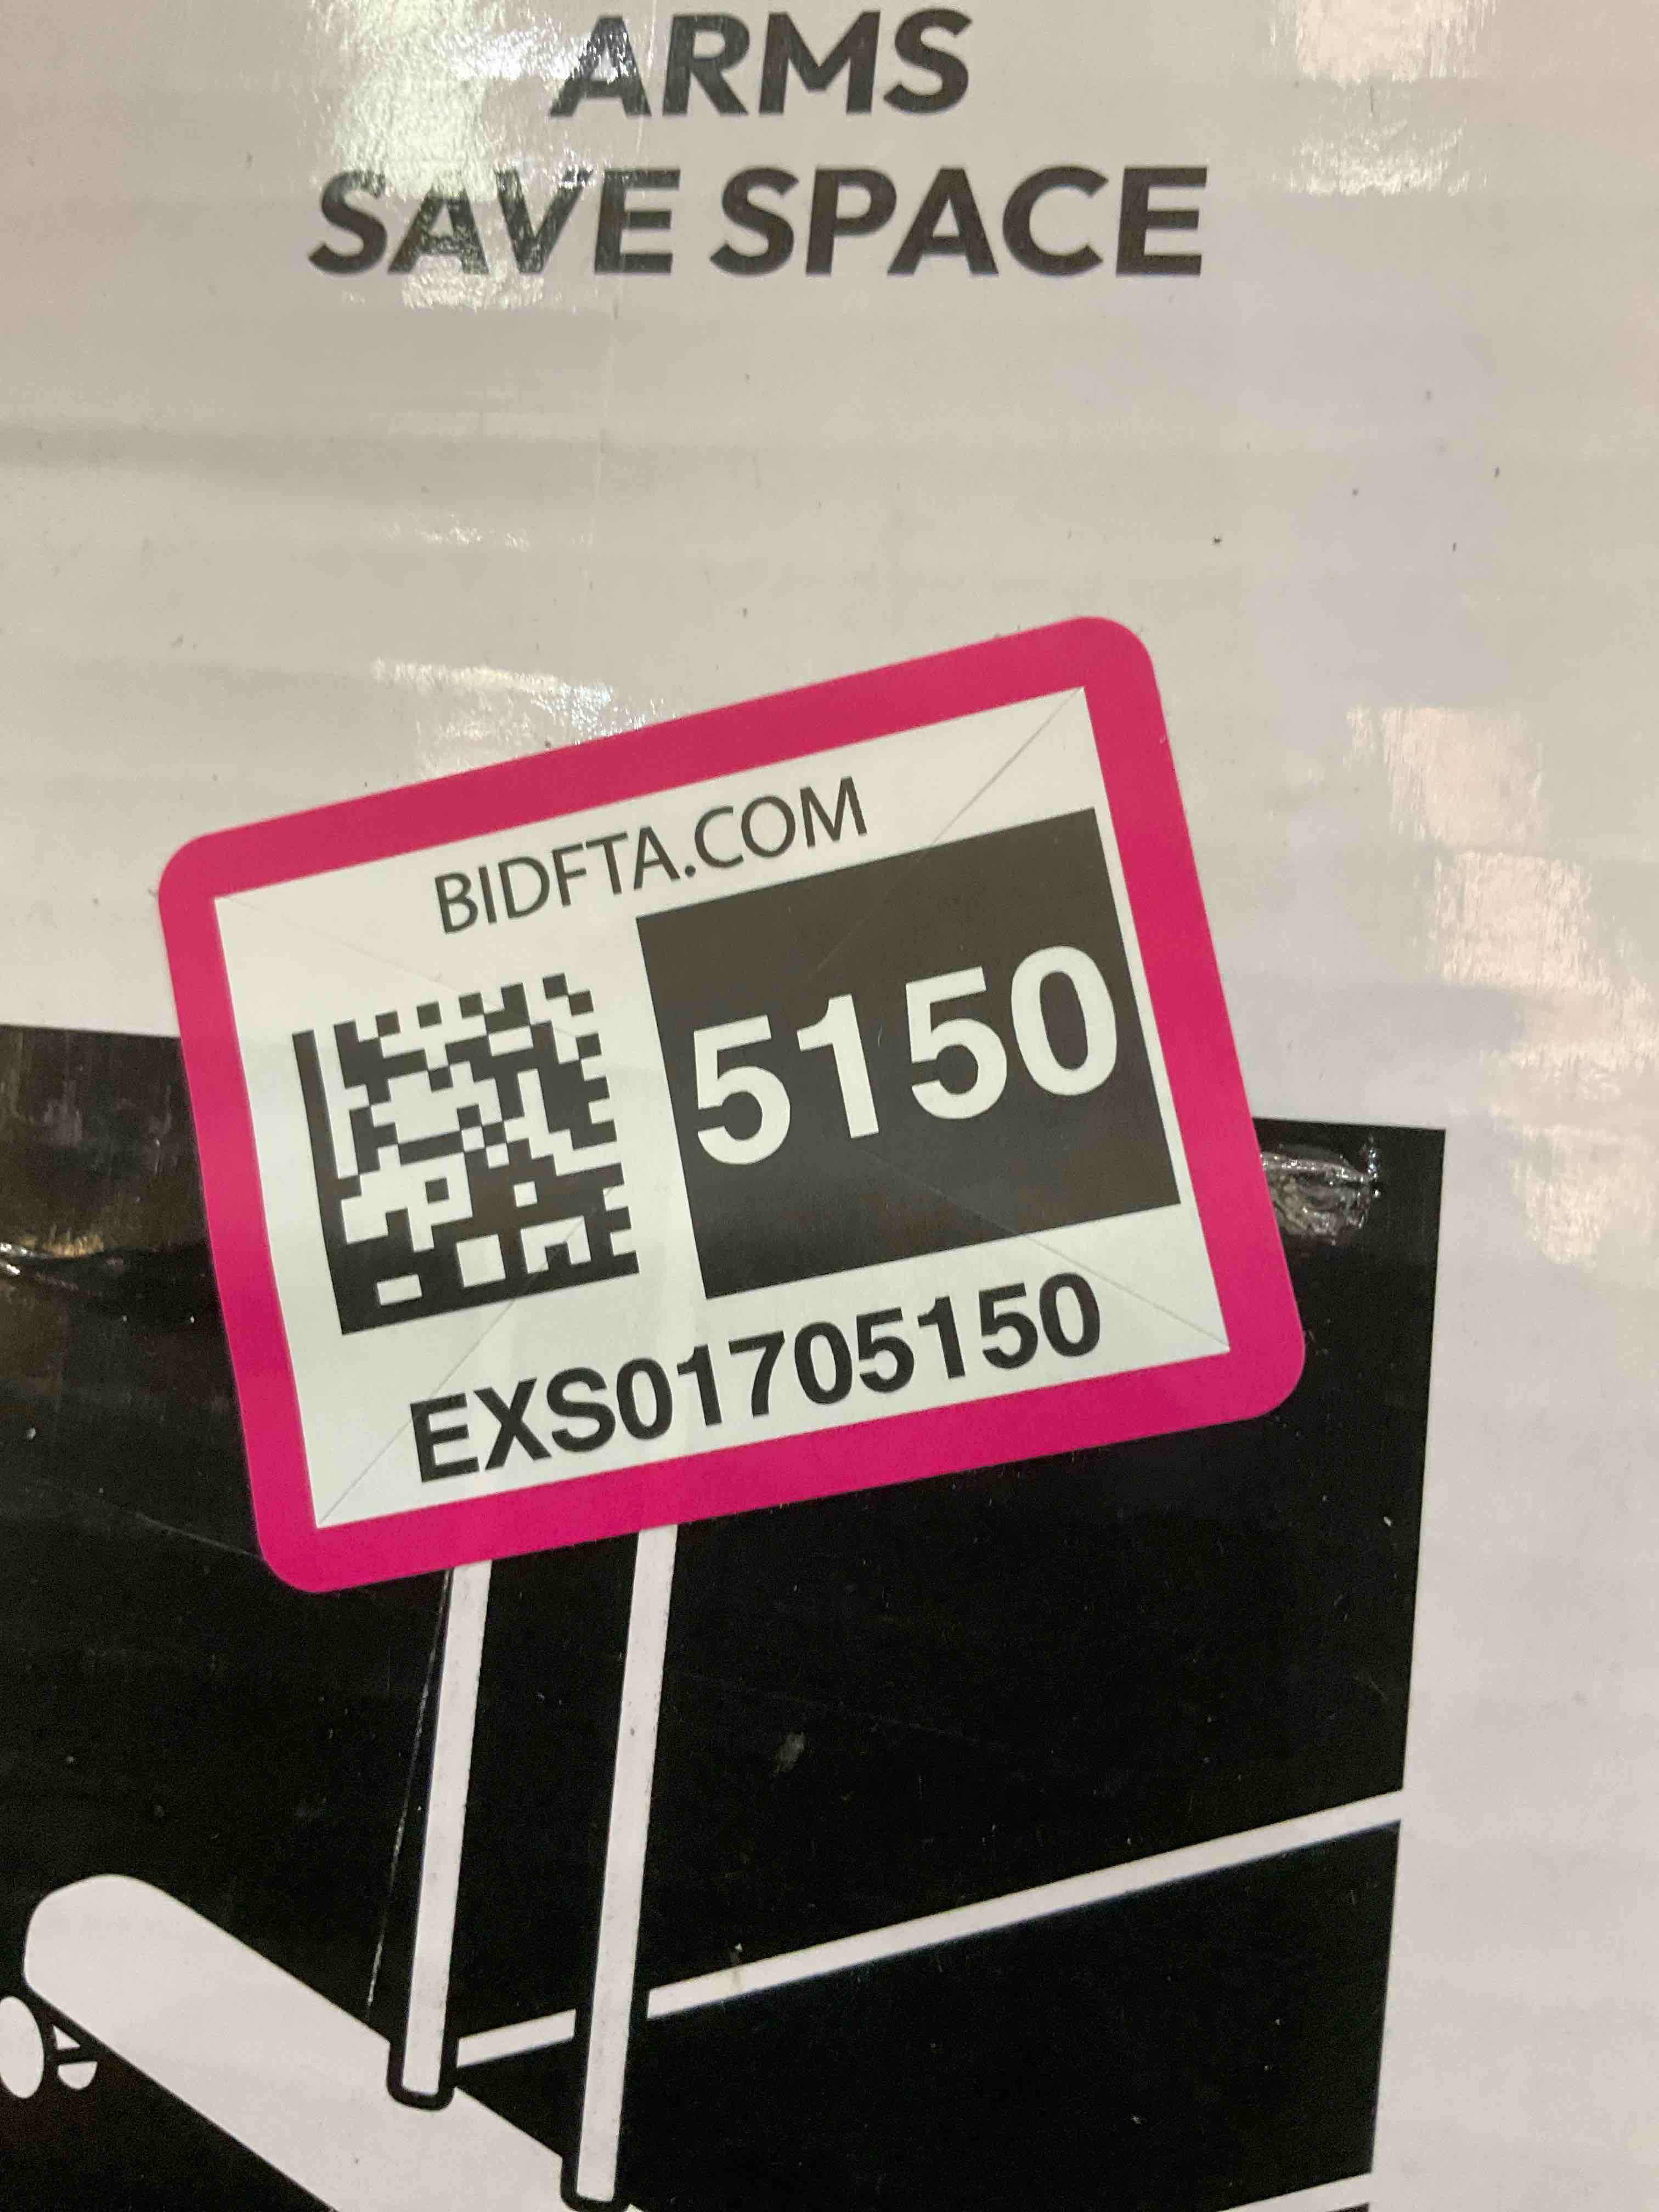 ARMS
SAVE SPACE
BIDFTA.COM
5150
EXS01705150